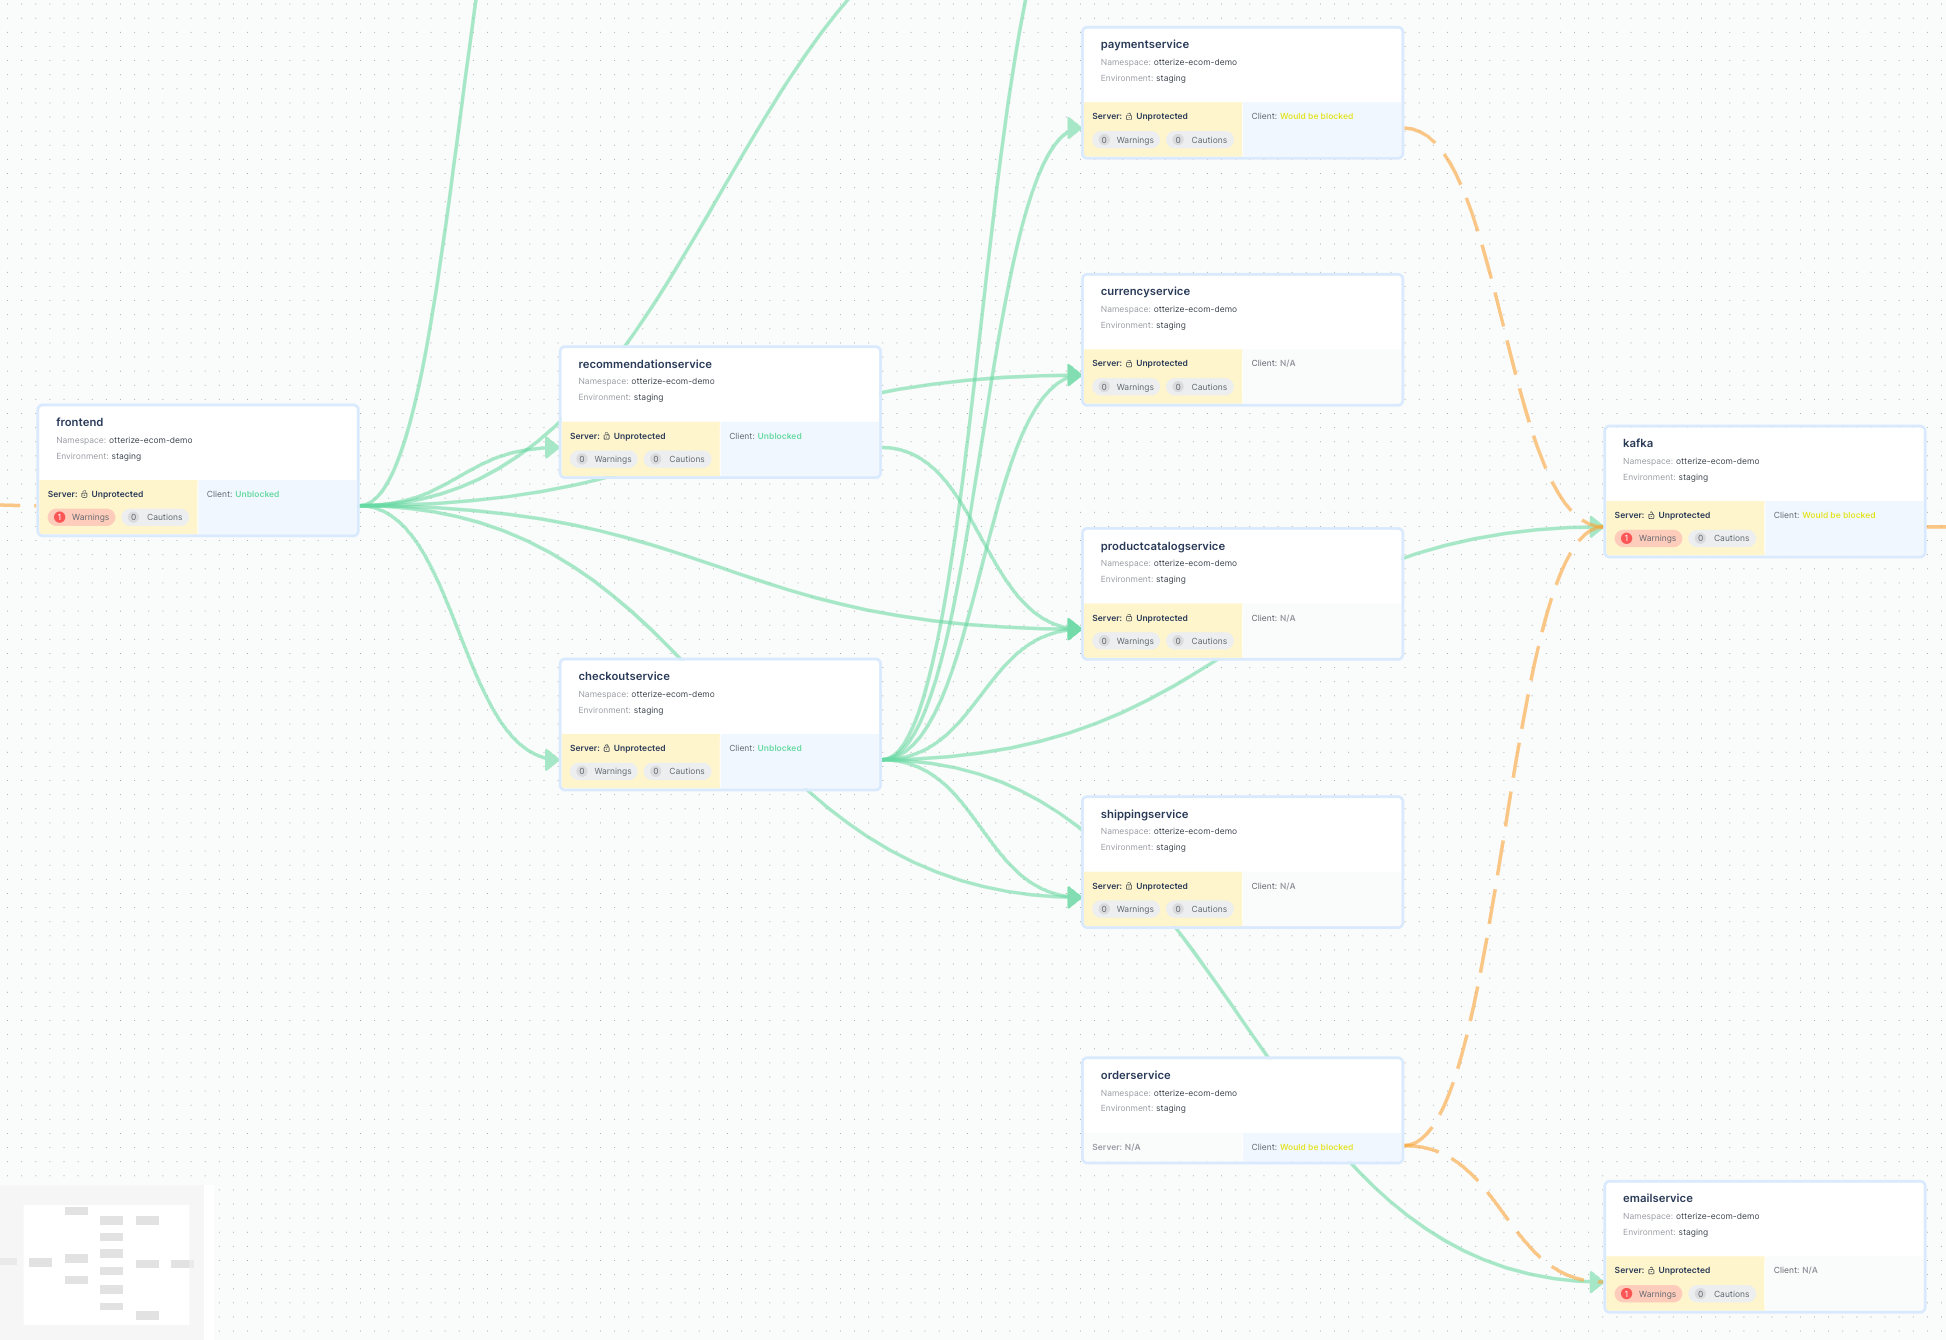 paymentservice
Namespace: otterize-ecom-demo
Environment: staging
Server: Unprotected
Client: Would be blocked
0 Warnings 0 Cautions
currencyservice
Namespace: otterize-ecom-demo
Environment: staging
Server: Unprotected
Client: N/A
0 Warnings 0 Cautions
recommendationservice
Namespace: otterize-ecom-demo
Environment: staging
Server: Unprotected
Client: Unblocked
0 Warnings 0 Cautions
frontend
Namespace: otterize-ecom-demo
Environment: staging
Server: Unprotected
Client: Unblocked
1 Warnings 0 Cautions
kafka
Namespace: otterize-ecom-demo
Environment: staging
Server: Unprotected
Client: Would be blocked
1 Warnings 0 Cautions
productcatalogservice
Namespace: otterize-ecom-demo
Environment: staging
Server: Unprotected
Client: N/A
0 Warnings 0 Cautions
checkoutservice
Namespace: otterize-ecom-demo
Environment: staging
Server: Unprotected
Client: Unblocked
0 Warnings 0 Cautions
shippingservice
Namespace: otterize-ecom-demo
Environment: staging
Server: Unprotected
Client: N/A
0 Warnings 0 Cautions
orderservice
Namespace: otterize-ecom-demo
Environment: staging
Server: N/A
Client: Would be blocked
emailservice
Namespace: otterize-ecom-demo
Environment: staging
Server: Unprotected
Client: N/A
1 Warnings 0 Cautions